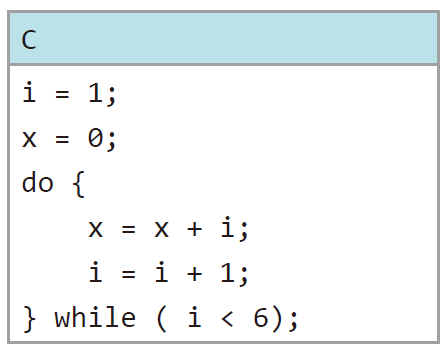 C
i = 1;
x = 0;
do {
    x = x + i;
    i = i + 1;
} while ( i < 6);